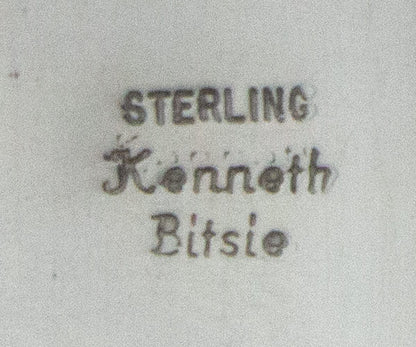 STERLING
Kenneth
Bitsie